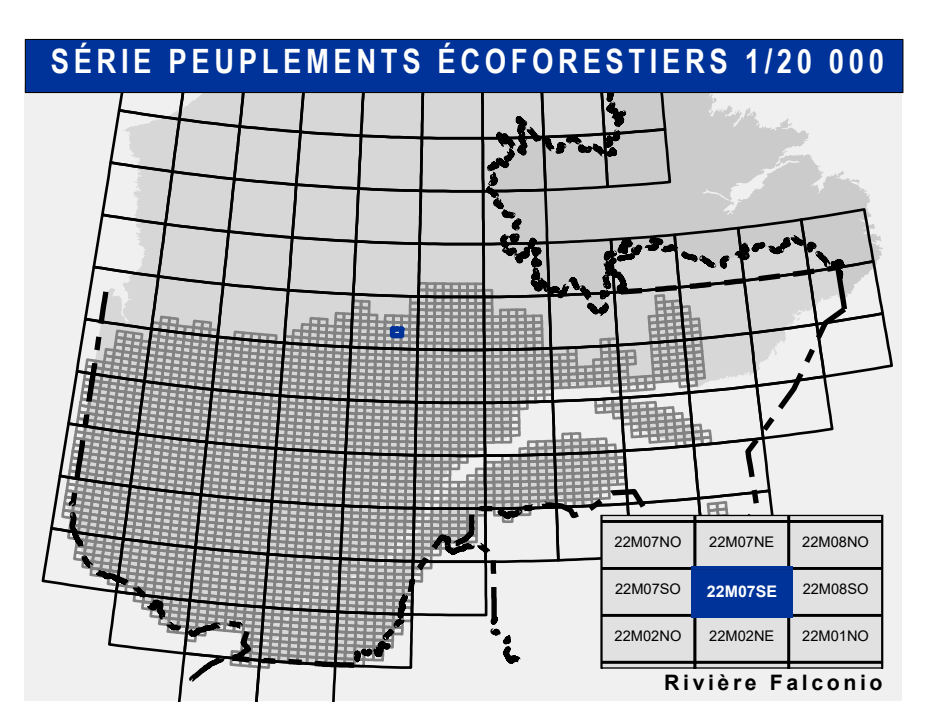 SÉRIE PEUPLEMENTS ÉCOFORESTIERS 1/20 000
22M07NO 22M07NE 22M08NO
22M07SO 22M07SE 22M08SO
22M02NO 22M02NE 22M01NO
Rivière Falconio